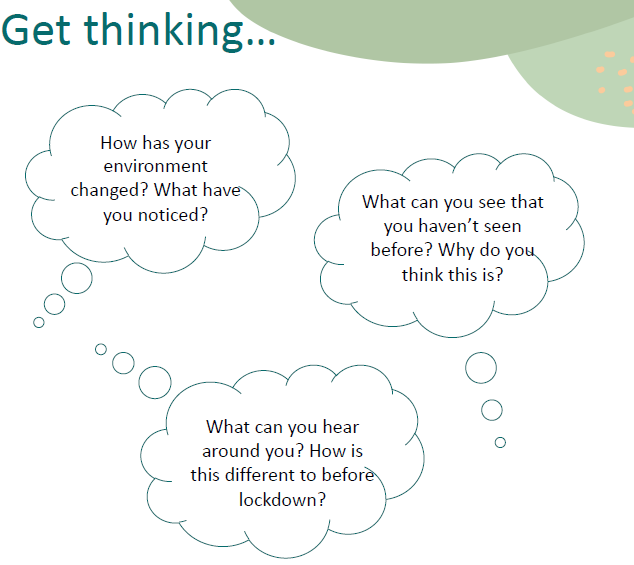 Get thinking...
How has your
environment
changed? What have
you noticed?
What can you see that
you haven’t seen
before? Why do you
think this is?
What can you hear
around you? How is
this different to before
lockdown?